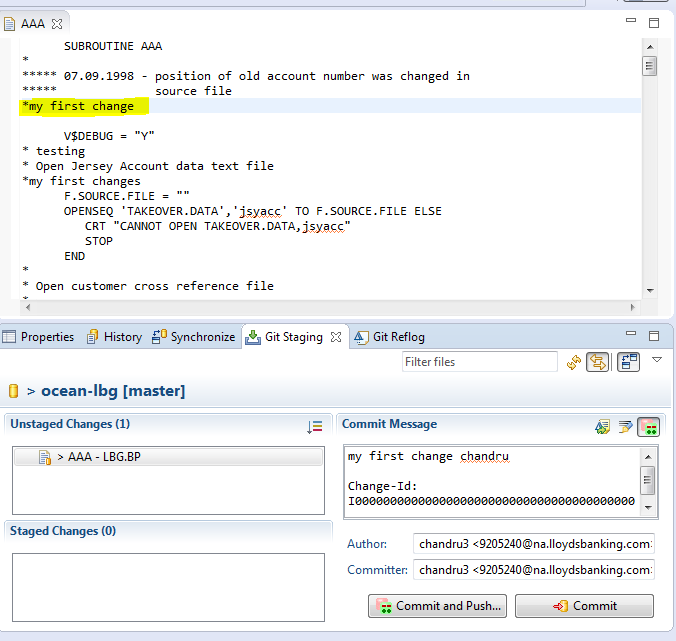 AAA
SUBROUTINE AAA
*
***** 07.09.1998 - position of old account number was changed in
***** source file
*my first change
V$DEBUG = "Y"
* testing
* Open Jersey Account data text file
*my first changes
F.SOURCE.FILE = ""
OPENSEQ 'TAKEOVER.DATA','jsyacc' TO F.SOURCE.FILE ELSE
CRT "CANNOT OPEN TAKEOVER.DATA,jsyacc"
STOP
END
*
* Open customer cross reference file
*
Properties History Synchronize Git Staging Git Reflog
Filter files
> ocean-lbg [master]
Unstaged Changes (1)
> AAA - LBG.BP
Staged Changes (0)
Commit Message
my first change chandru
Change-Id:
I0000000000000000000000000000000000000000
Author: chandru3 <9205240@na.lloydsbanking.com>
Committer: chandru3 <9205240@na.lloydsbanking.com>
Commit and Push... Commit